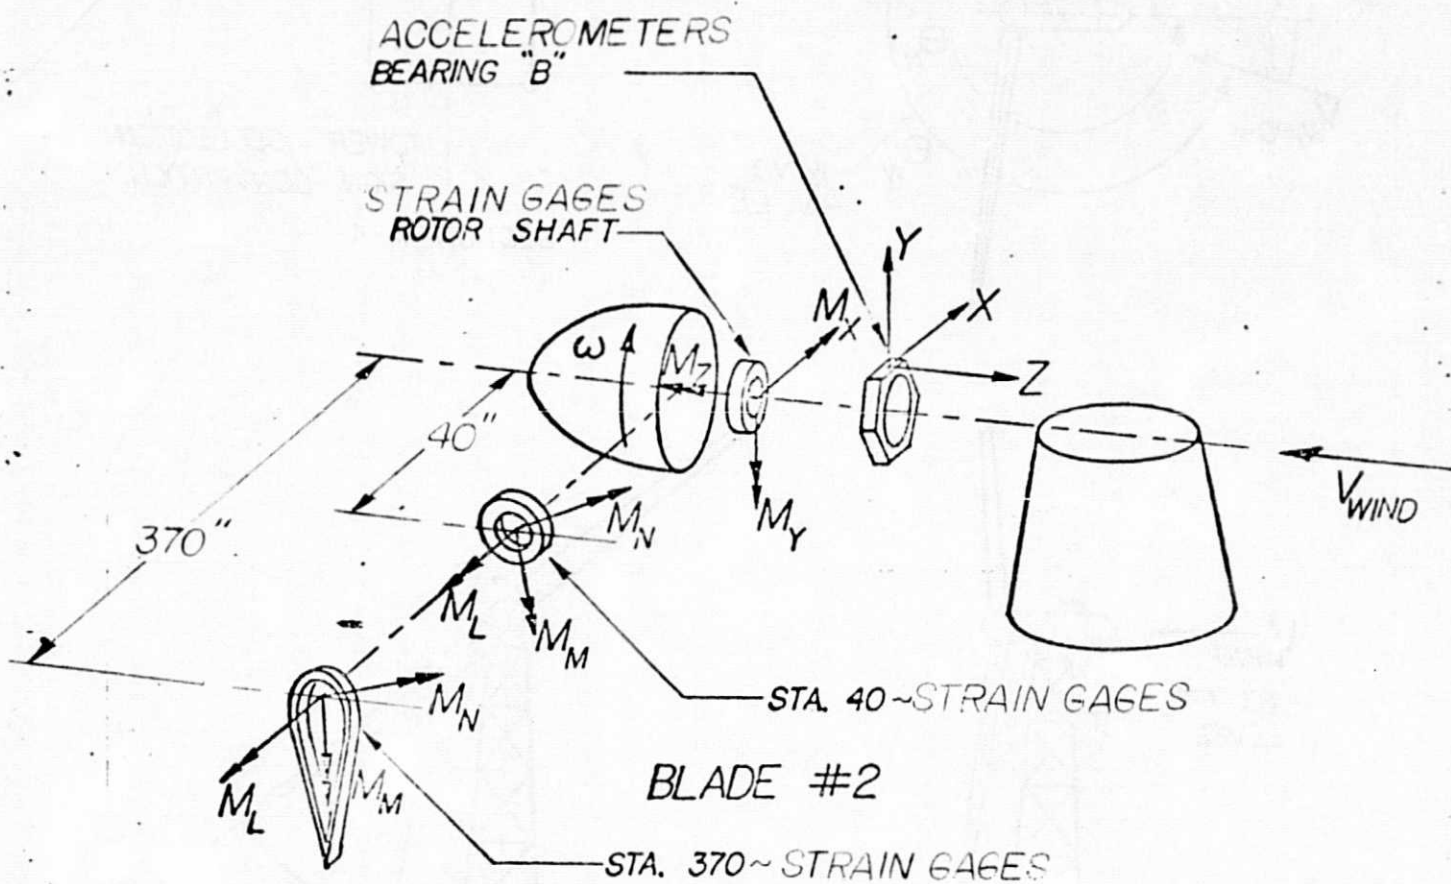 ACCELEROMETERS
BEARING "B"
STRAIN GAGES
ROTOR SHAFT
Y
X
Z
M_X
ω
M_Z
M_Y
40"
370"
V_WIND
M_N
M_L
M_M
M_N
M_L
M_M
STA. 40~STRAIN GAGES
BLADE #2
STA. 370~STRAIN GAGES